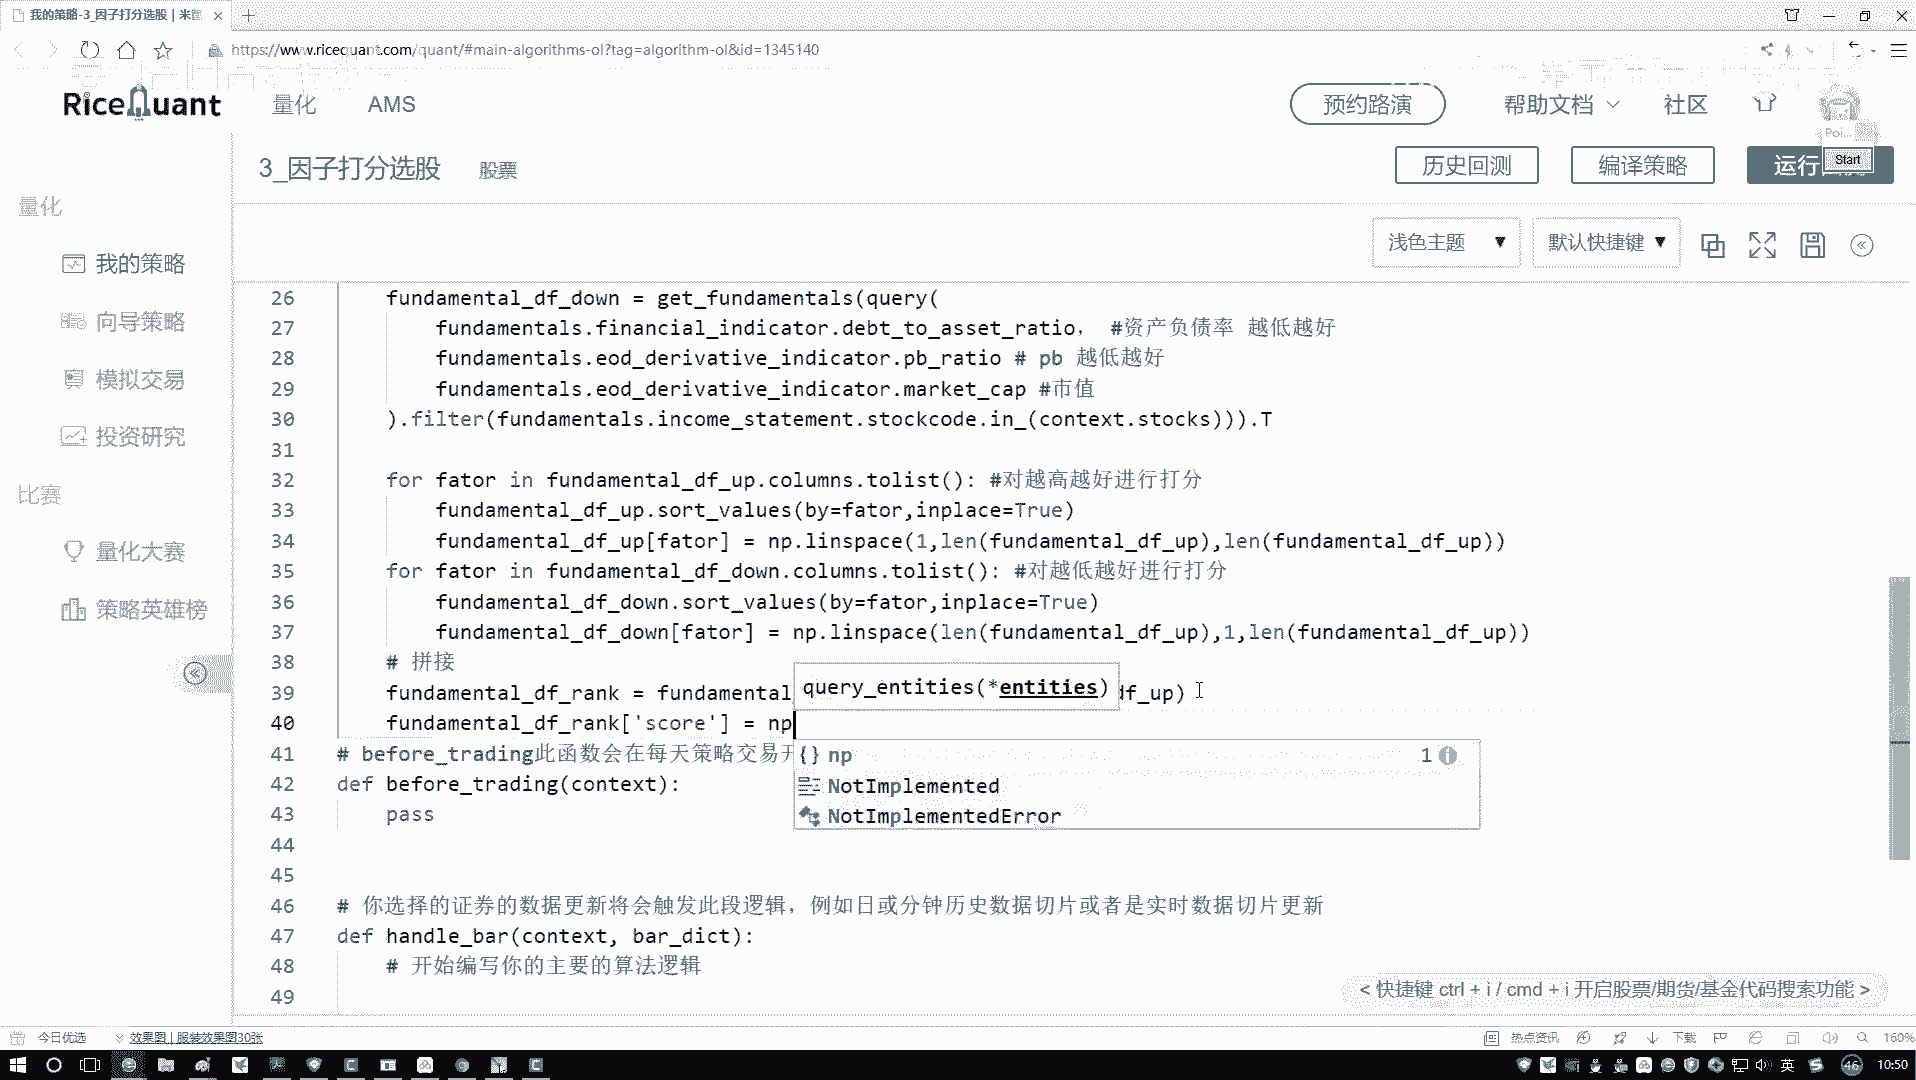 我的策略-3_因子打分选股 | 米
https://www.ricequant.com/quant/#main-algorithms-ol?tag=algorithm-ol&id=1345140
RiceQuant
量化
AMS
预约路演
帮助文档
社区
Poi...
3_因子打分选股
股票
历史回测
编译策略
运行
Start
量化
我的策略
向导策略
模拟交易
投资研究
比赛
量化大赛
策略英雄榜
浅色主题 ▼
默认快捷键 ▼
26 fundamental_df_down = get_fundamentals(query(
27 fundamentals.financial_indicator.debt_to_asset_ratio， #资产负债率 越低越好
28 fundamentals.eod_derivative_indicator.pb_ratio # pb 越低越好
29 fundamentals.eod_derivative_indicator.market_cap #市值
30 ).filter(fundamentals.income_statement.stockcode.in_(context.stocks))).T
31
32 for fator in fundamental_df_up.columns.tolist(): #对越高越好进行打分
33 fundamental_df_up.sort_values(by=fator,inplace=True)
34 fundamental_df_up[fator] = np.linspace(1,len(fundamental_df_up),len(fundamental_df_up))
35 for fator in fundamental_df_down.columns.tolist(): #对越低越好进行打分
36 fundamental_df_down.sort_values(by=fator,inplace=True)
37 fundamental_df_down[fator] = np.linspace(len(fundamental_df_up),1,len(fundamental_df_up))
38 # 拼接
39 fundamental_df_rank = fundamental df_up)
query_entities(*entities)
40 fundamental_df_rank['score'] = np
{} np 1
NotImplemented
NotImplementedError
41 # before_trading此函数会在每天策略交易开
42 def before_trading(context):
43 pass
44
45
46 # 你选择的证券的数据更新将会触发此段逻辑，例如日或分钟历史数据切片或者是实时数据切片更新
47 def handle_bar(context, bar_dict):
48 # 开始编写你的主要的算法逻辑
49
< 快捷键 ctrl + i / cmd + i 开启股票/期货/基金代码搜索功能 >
今日优选
效果图 | 服装效果图30张
热点资讯
下载
160%
英
46
10:50